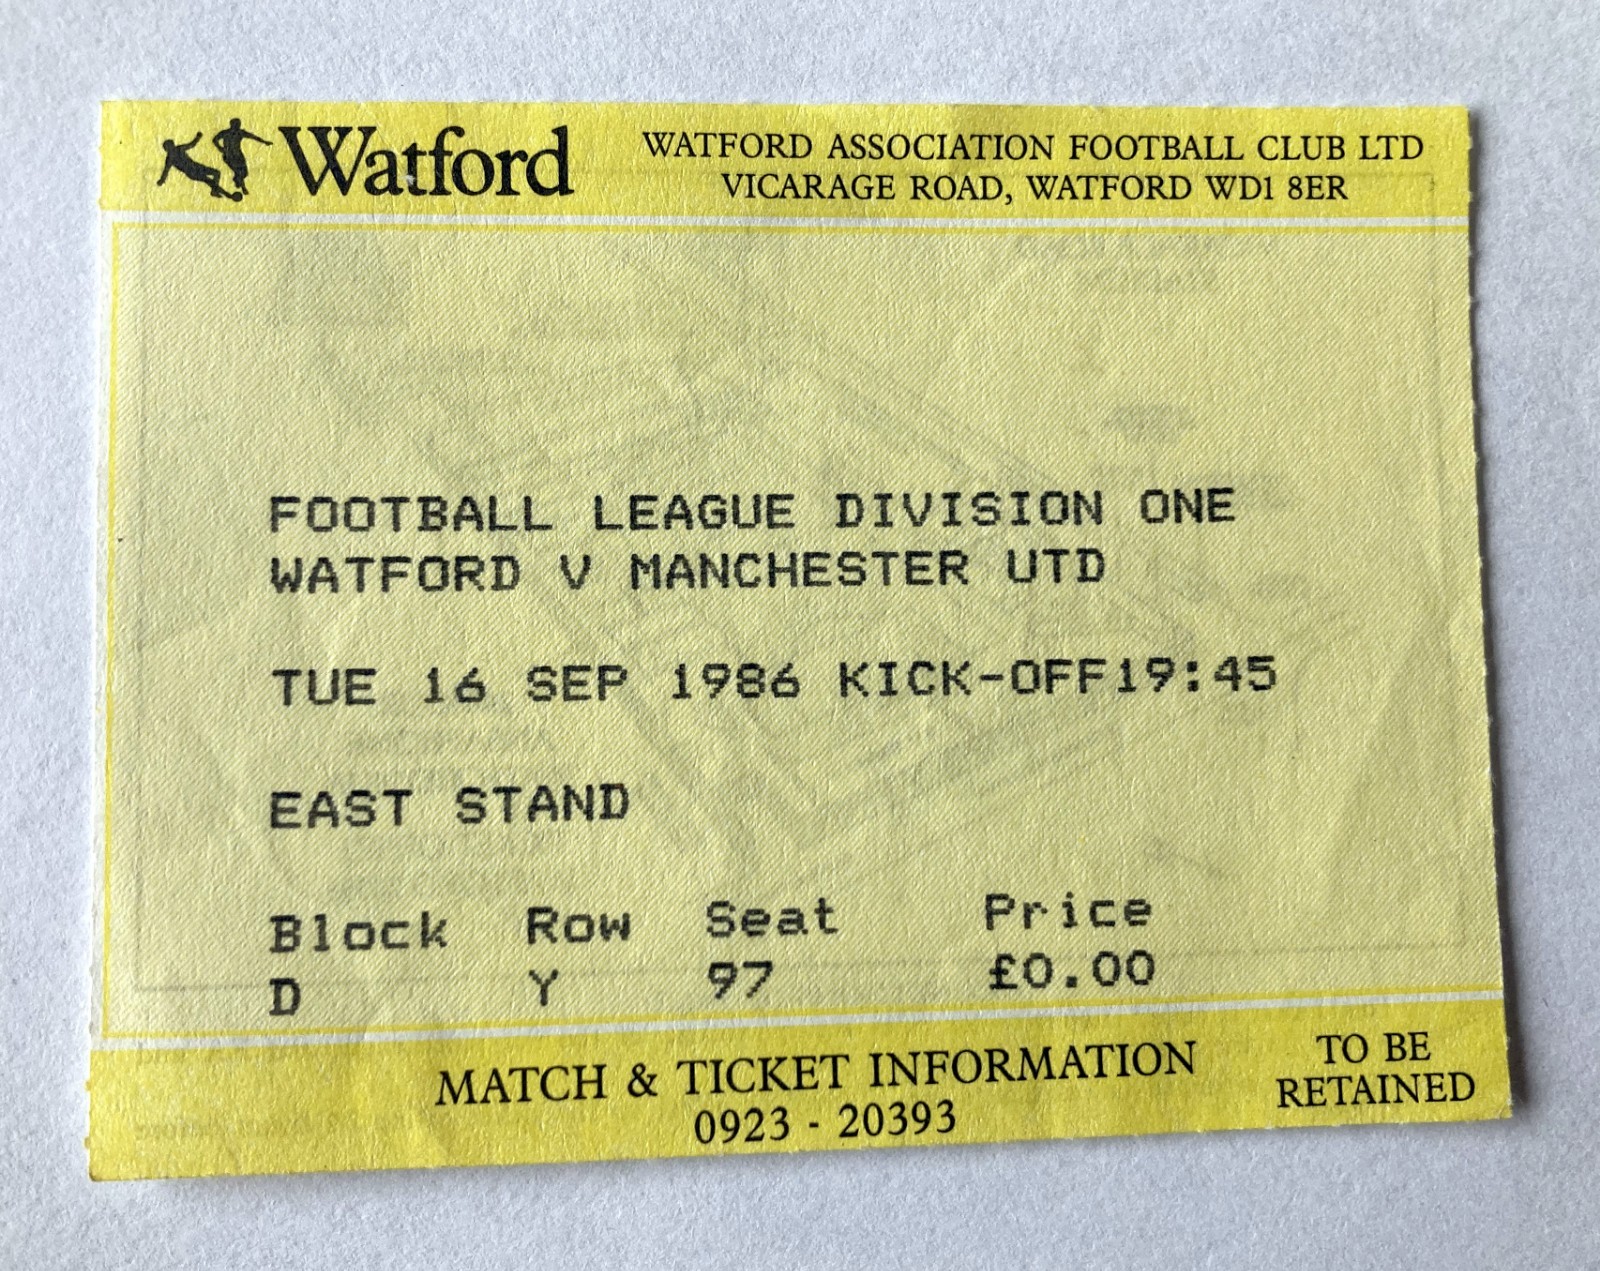 Watford
WATFORD ASSOCIATION FOOTBALL CLUB LTD
VICARAGE ROAD, WATFORD WD1 8ER
FOOTBALL LEAGUE DIVISION ONE
WATFORD V MANCHESTER UTD
TUE 16 SEP 1986 KICK-OFF19:45
EAST STAND
Block Row Seat Price
D Y 97 £0.00
MATCH & TICKET INFORMATION
0923 - 20393
TO BE
RETAINED